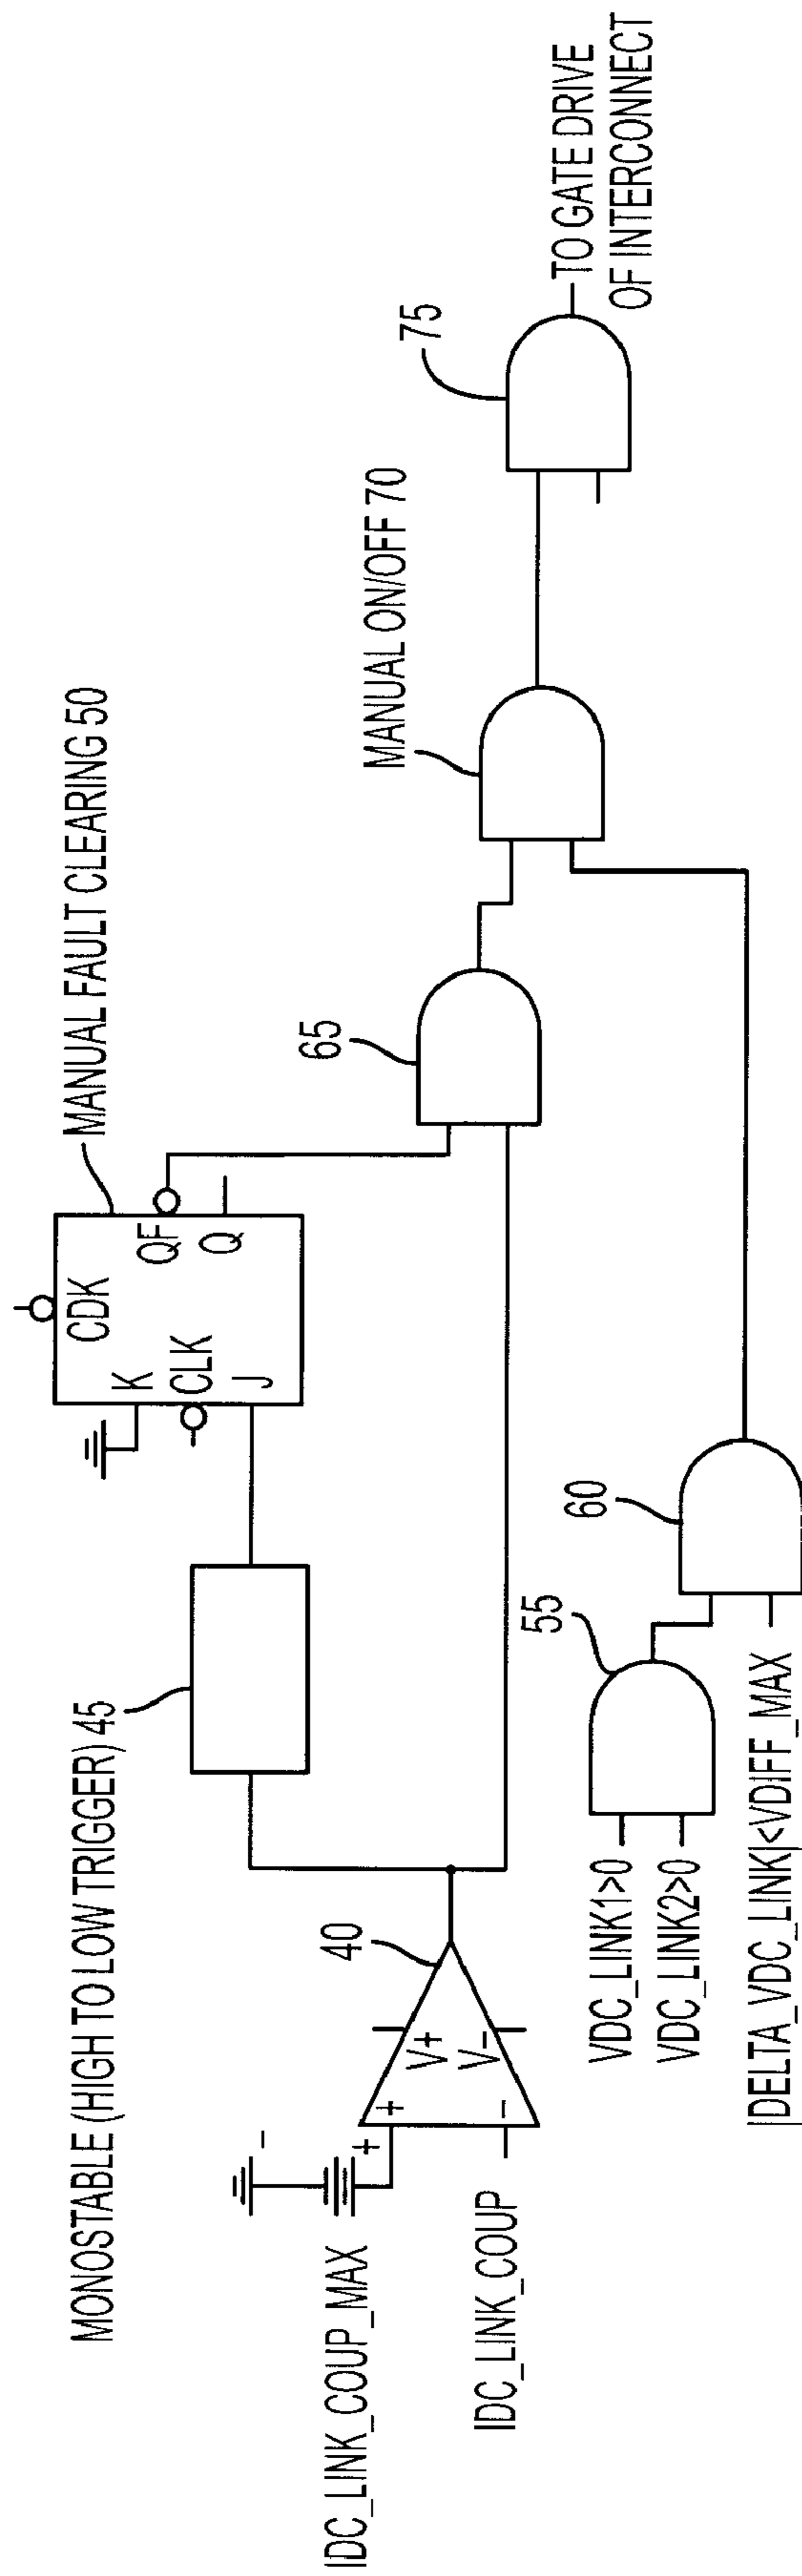 MONOSTABLE (HIGH TO LOW TRIGGER) 45
MANUAL FAULT CLEARING 50
K
CDK
CLK
J
QF
Q
IDC_LINK_COUP_MAX
-
+
IDC_LINK_COUP
+
-
V+
V-
40
65
MANUAL ON/OFF 70
75
TO GATE DRIVE
OF INTERCONNECT
VDC_LINK1>0
VDC_LINK2>0
55
60
|DELTA_VDC_LINK|<VDIFF_MAX